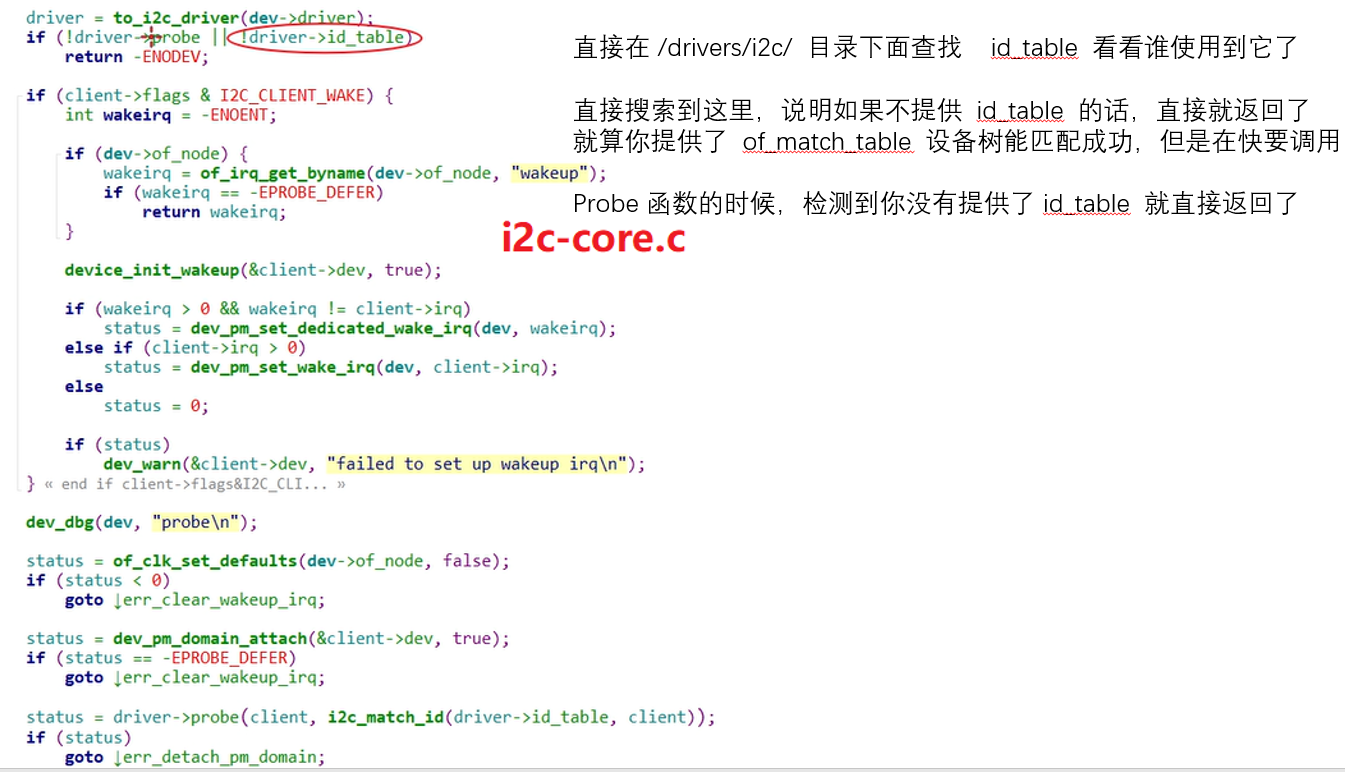 driver = to_i2c_driver(dev->driver);
if (!driver->probe || !driver->id_table)
return -ENODEV;
if (client->flags & I2C_CLIENT_WAKE) {
int wakeirq = -ENOENT;
if (dev->of_node) {
wakeirq = of_irq_get_byname(dev->of_node, "wakeup");
if (wakeirq == -EPROBE_DEFER)
return wakeirq;
}
device_init_wakeup(&client->dev, true);
if (wakeirq > 0 && wakeirq != client->irq)
status = dev_pm_set_dedicated_wake_irq(dev, wakeirq);
else if (client->irq > 0)
status = dev_pm_set_wake_irq(dev, client->irq);
else
status = 0;
if (status)
dev_warn(&client->dev, "failed to set up wakeup irq\n");
} « end if client->flags&I2C_CLI... »
dev_dbg(dev, "probe\n");
status = of_clk_set_defaults(dev->of_node, false);
if (status < 0)
goto ↓err_clear_wakeup_irq;
status = dev_pm_domain_attach(&client->dev, true);
if (status == -EPROBE_DEFER)
goto ↓err_clear_wakeup_irq;
status = driver->probe(client, i2c_match_id(driver->id_table, client));
if (status)
goto ↓err_detach_pm_domain;
直接在 /drivers/i2c/ 目录下面查找 id_table 看看谁使用到它了
直接搜索到这里，说明如果不提供 id_table 的话，直接就返回了
就算你提供了 of_match_table 设备树能匹配成功，但是在快要调用
Probe 函数的时候，检测到你没有提供了 id_table 就直接返回了
i2c-core.c